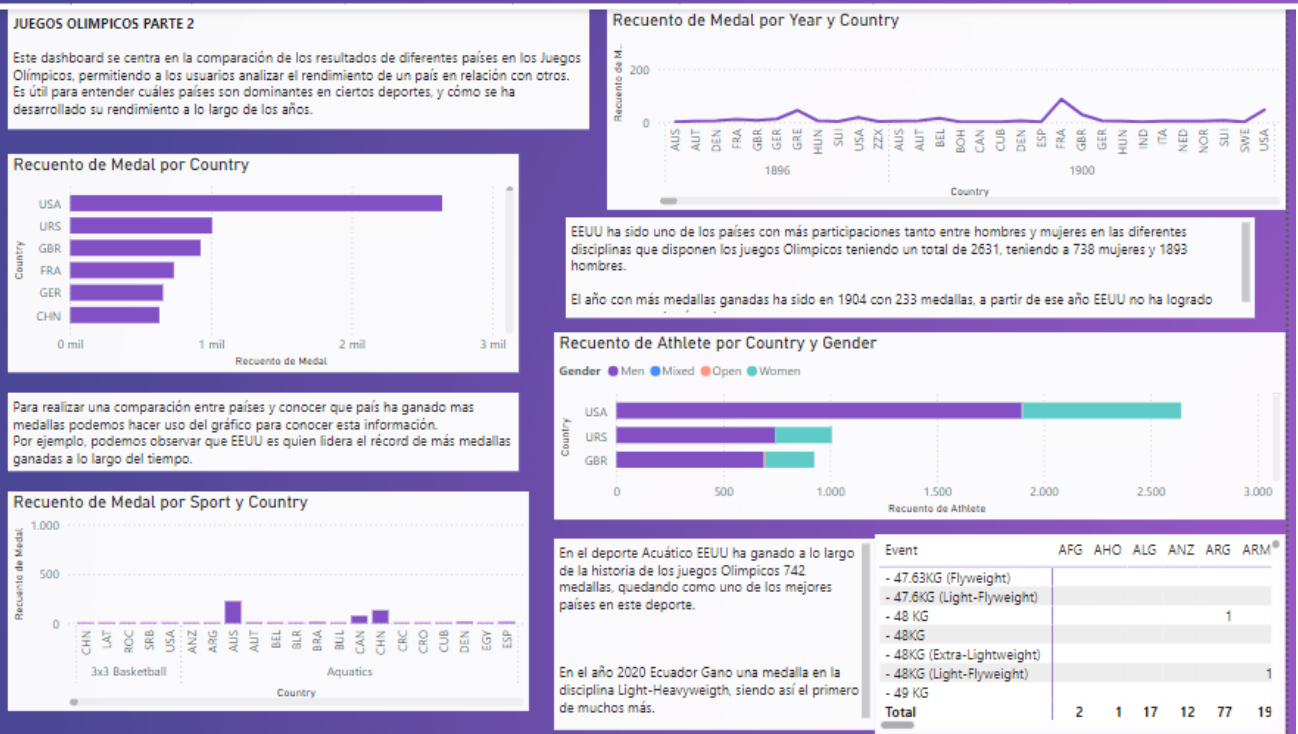 JUEGOS OLIMPICOS PARTE 2
Este dashboard se centra en la comparación de los resultados de diferentes países en los Juegos
Olímpicos, permitiendo a los usuarios analizar el rendimiento de un país en relación con otros.
Es útil para entender cuáles países son dominantes en ciertos deportes, y cómo se ha
desarrollado su rendimiento a lo largo de los años.
Recuento de Medal por Year y Country
Recuento de M...
200
0
AUS AUT DEN FRA GBR GER GRE HUN SUI USA ZZX AUS AUT BEL BOH CAN CUB DEN ESP FRA GBR GER HUN IND ITA NED NOR SUI SWE USA
1896 1900
Country
Recuento de Medal por Country
Country
USA
URS
GBR
FRA
GER
CHN
0 mil 1 mil 2 mil 3 mil
Recuento de Medal
EEUU ha sido uno de los países con más participaciones tanto entre hombres y mujeres en las diferentes
disciplinas que disponen los juegos Olimpicos teniendo un total de 2631, teniendo a 738 mujeres y 1893
hombres.
El año con más medallas ganadas ha sido en 1904 con 233 medallas, a partir de ese año EEUU no ha logrado
Recuento de Athlete por Country y Gender
Gender Men Mixed Open Women
Country
USA
URS
GBR
0 500 1.000 1.500 2.000 2.500 3.000
Recuento de Athlete
Para realizar una comparación entre países y conocer que país ha ganado mas
medallas podemos hacer uso del gráfico para conocer esta información.
Por ejemplo, podemos observar que EEUU es quien lidera el récord de más medallas
ganadas a lo largo del tiempo.
Recuento de Medal por Sport y Country
Recuento de Medal
1.000
500
0
CHN LAT ROC SRB USA ANZ ARG AUS AUT BEL BLR BRA BUL CAN CHN CRC CRO CUB DEN EGY ESP
3x3 Basketball Aquatics
Country
En el deporte Acuático EEUU ha ganado a lo largo
de la historia de los juegos Olimpicos 742
medallas, quedando como uno de los mejores
países en este deporte.
En el año 2020 Ecuador Gano una medalla en la
disciplina Light-Heavyweigth, siendo así el primero
de muchos más.
Event AFG AHO ALG ANZ ARG ARM
- 47.63KG (Flyweight)
- 47.6KG (Light-Flyweight)
- 48 KG 1
- 48KG
- 48KG (Extra-Lightweight)
- 48KG (Light-Flyweight) 1
- 49 KG
Total 2 1 17 12 77 19